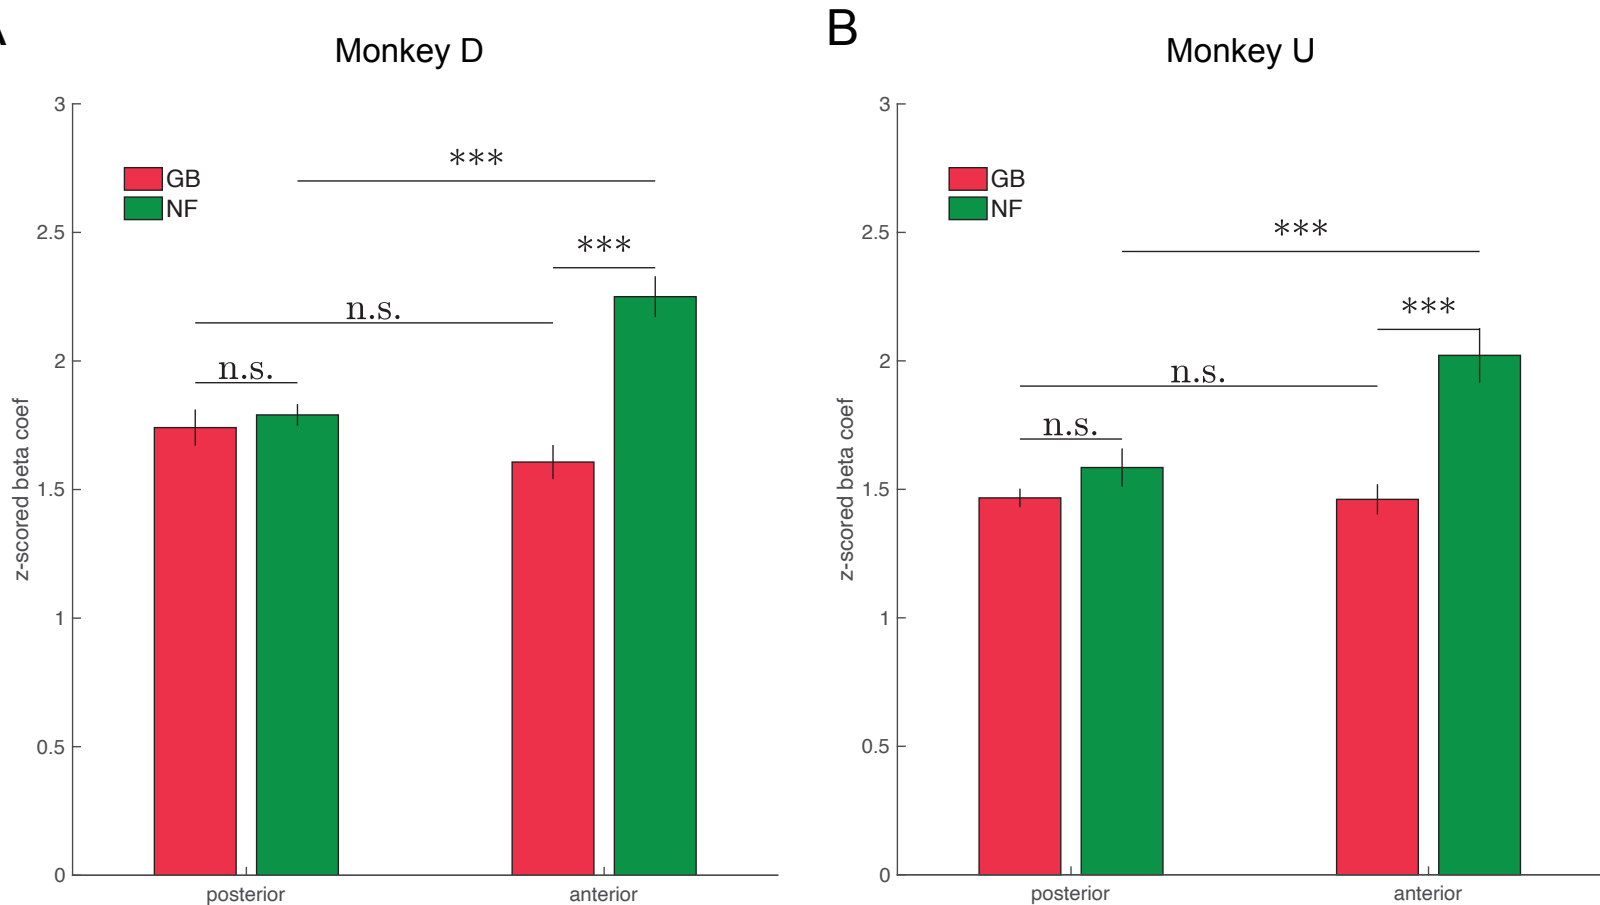 A
Monkey D
3
2.5
2
1.5
1
0.5
0
z-scored beta coef
GB
NF
***
***
n.s.
n.s.
posterior
anterior
B
Monkey U
3
2.5
2
1.5
1
0.5
0
z-scored beta coef
GB
NF
***
***
n.s.
n.s.
posterior
anterior